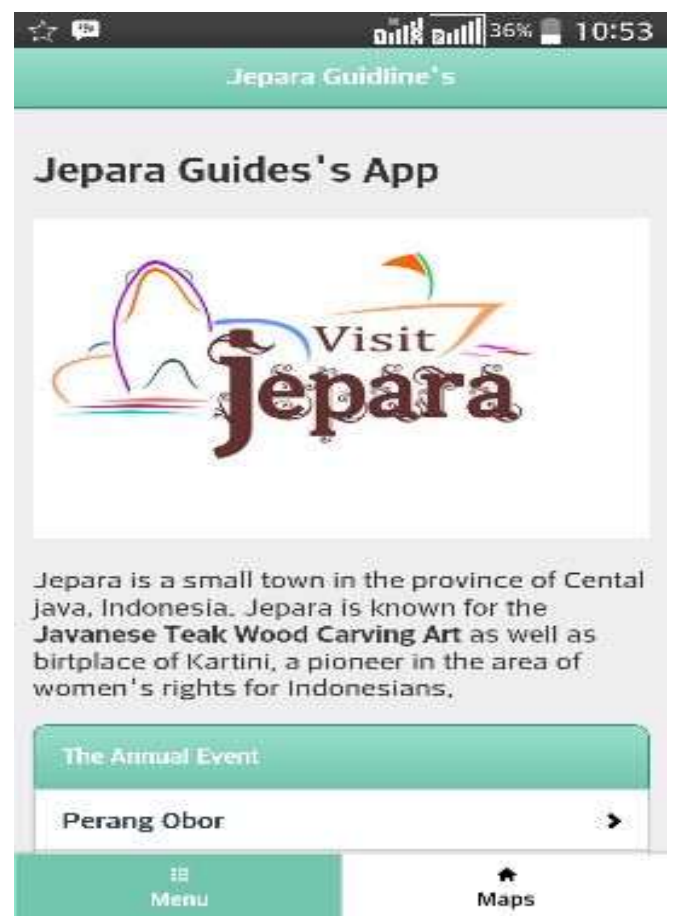 36% 10:53
Jepara Guidline's
Jepara Guides's App
Visit
jepara
Jepara is a small town in the province of Cental
java, Indonesia. Jepara is known for the
Javanese Teak Wood Carving Art as well as
birtplace of Kartini, a pioneer in the area of
women's rights for Indonesians,
The Annual Event
Perang Obor
Menu
Maps